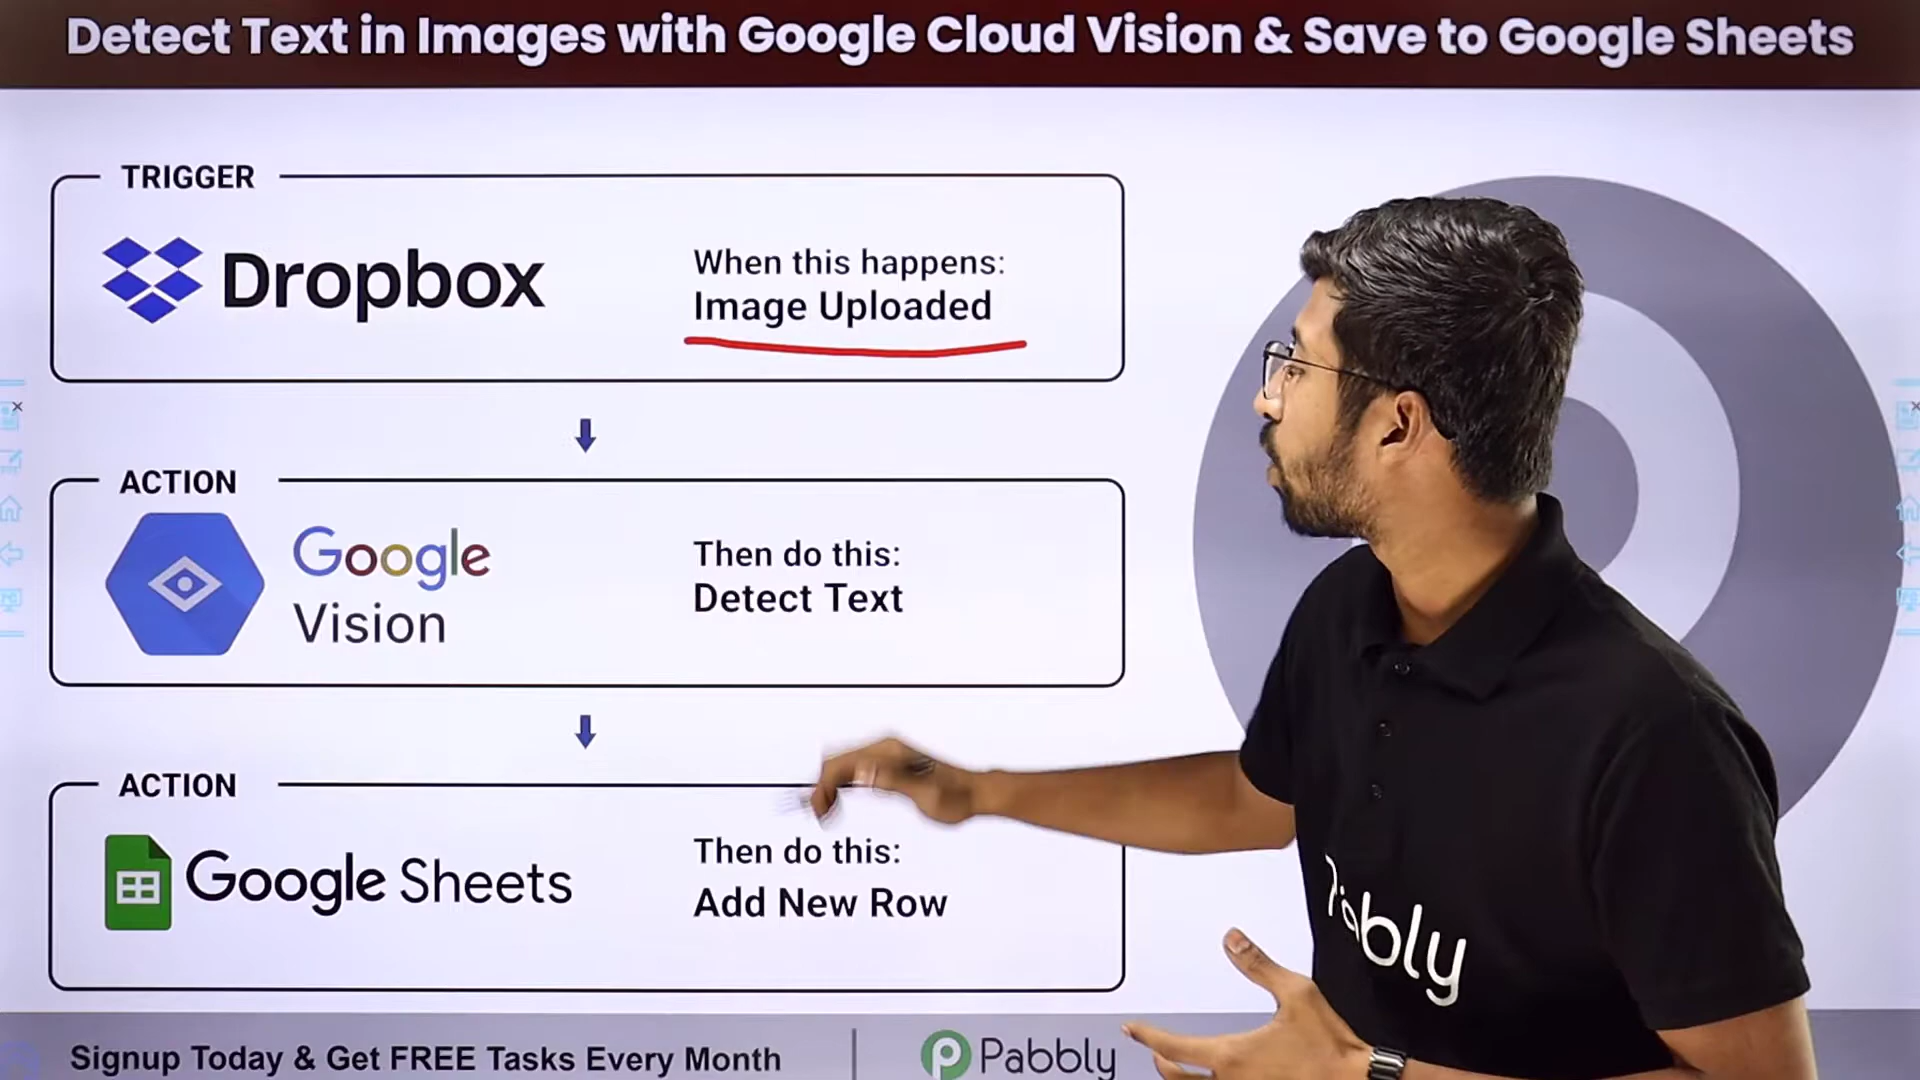 Detect Text in Images with Google Cloud Vision & Save to Google Sheets
TRIGGER
Dropbox
When this happens:
Image Uploaded
ACTION
Google
Vision
Then do this:
Detect Text
ACTION
Google Sheets
Then do this:
Add New Row
Pabbly
Signup Today & Get FREE Tasks Every Month
Pabbly